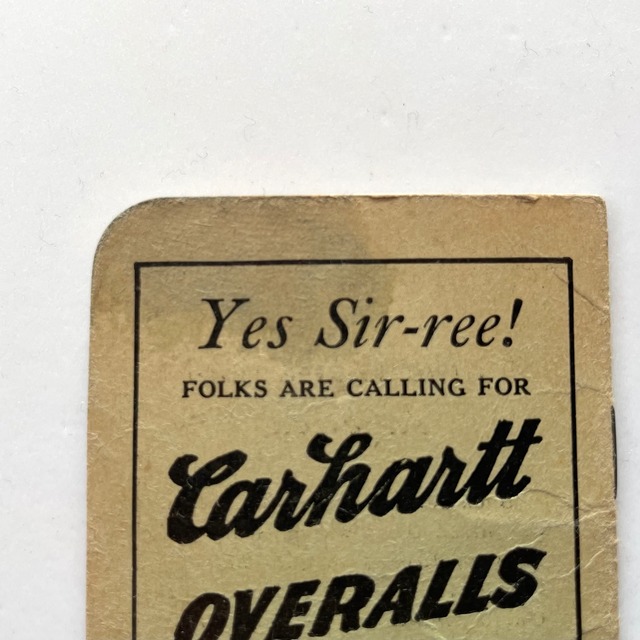 Yes Sir-ree!
FOLKS ARE CALLING FOR
Carhartt
OVERALLS